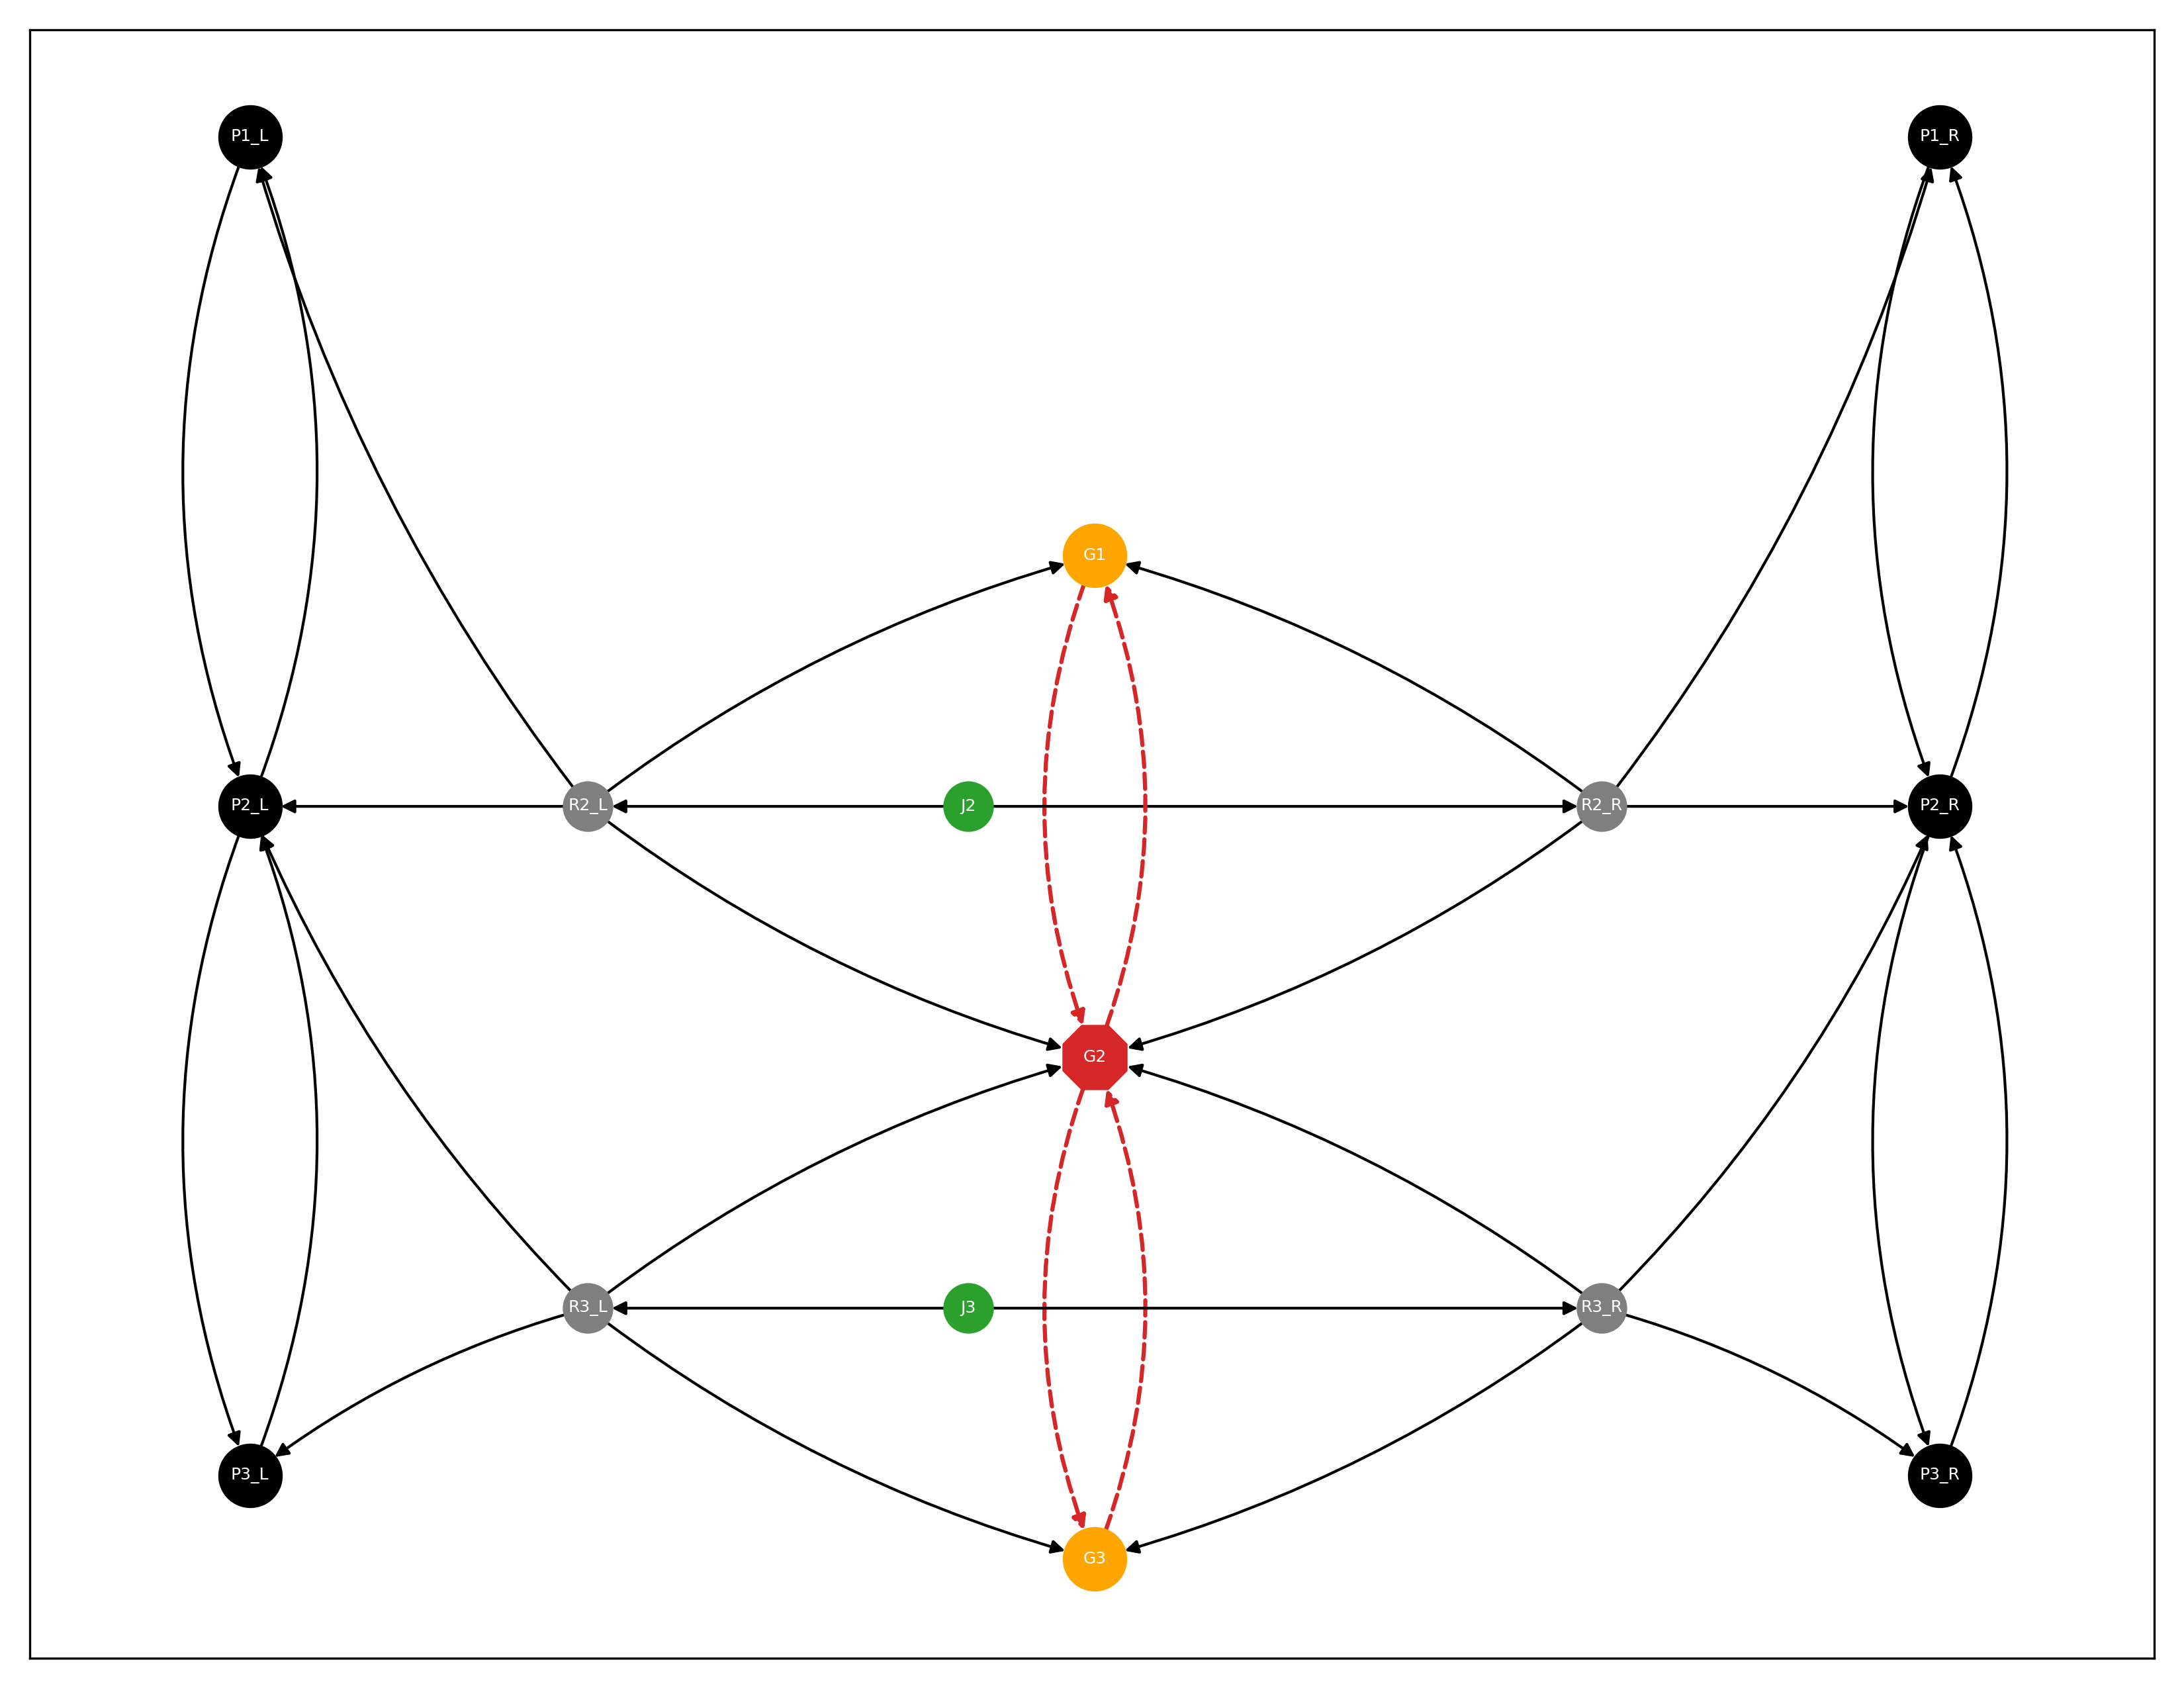 P1_L
P1_R
G1
P2_L
R2_L
J2
R2_R
P2_R
G2
R3_L
J3
R3_R
P3_L
P3_R
G3